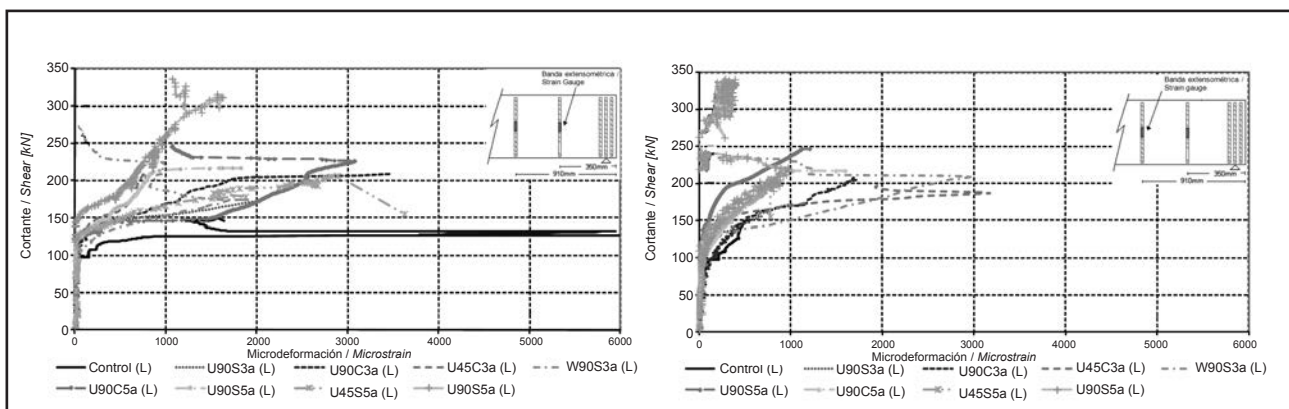 350
300
250
200
150
100
50
0
Cortante / Shear [kN]
0
1000
2000
3000
4000
5000
6000
Microdeformación / Microstrain
Banda extensométrica /
Strain Gauge
350mm
910mm
Control (L)
U90S3a (L)
U90C3a (L)
U45C3a (L)
W90S3a (L)
U90C5a (L)
U90S5a (L)
U45S5a (L)
U90S5a (L)
350
300
250
200
150
100
50
0
Cortante / Shear [kN]
0
1000
2000
3000
4000
5000
6000
Microdeformación / Microstrain
Banda extensométrica /
Strain gauge
350mm
910mm
Control (L)
U90S3a (L)
U90C3a (L)
U45C3a (L)
W90S3a (L)
U90S5a (L)
U90C5a (L)
U45S5a (L)
U90S5a (L)